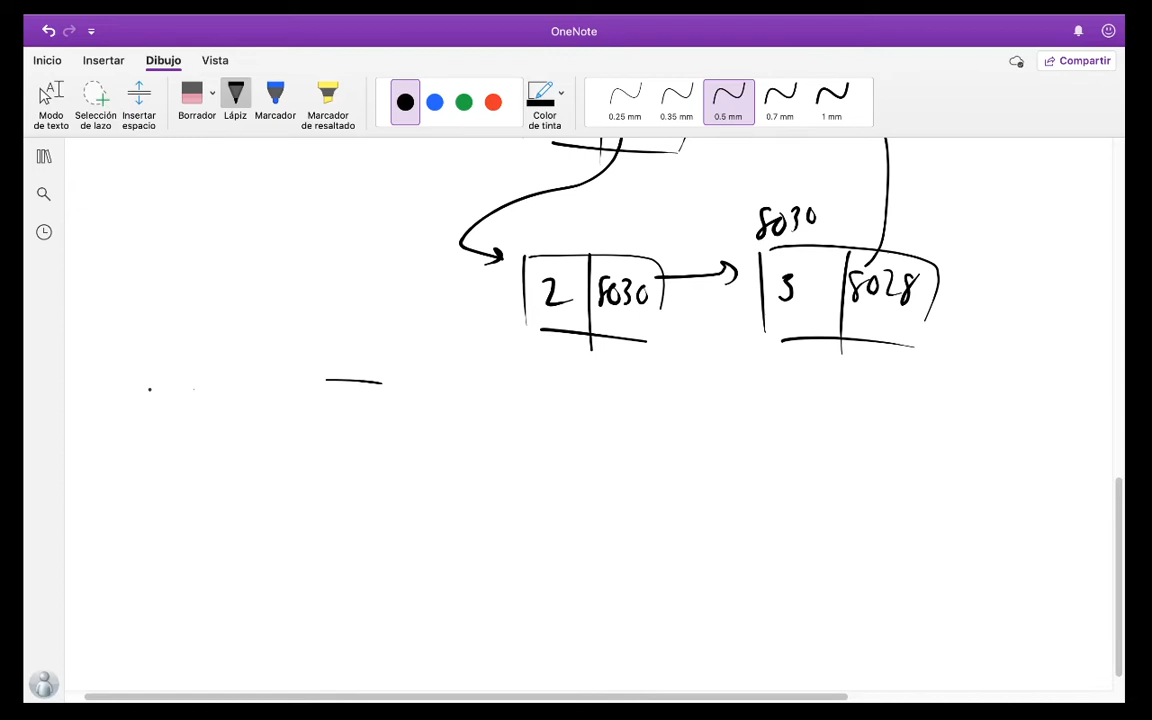 OneNote
Inicio Insertar Dibujo Vista Compartir
Modo de texto
Selección de lazo
Insertar espacio
Borrador
Lápiz
Marcador
Marcador de resaltado
Color de tinta
0.25 mm
0.35 mm
0.5 mm
0.7 mm
1 mm
8030
2 8030
3 8028